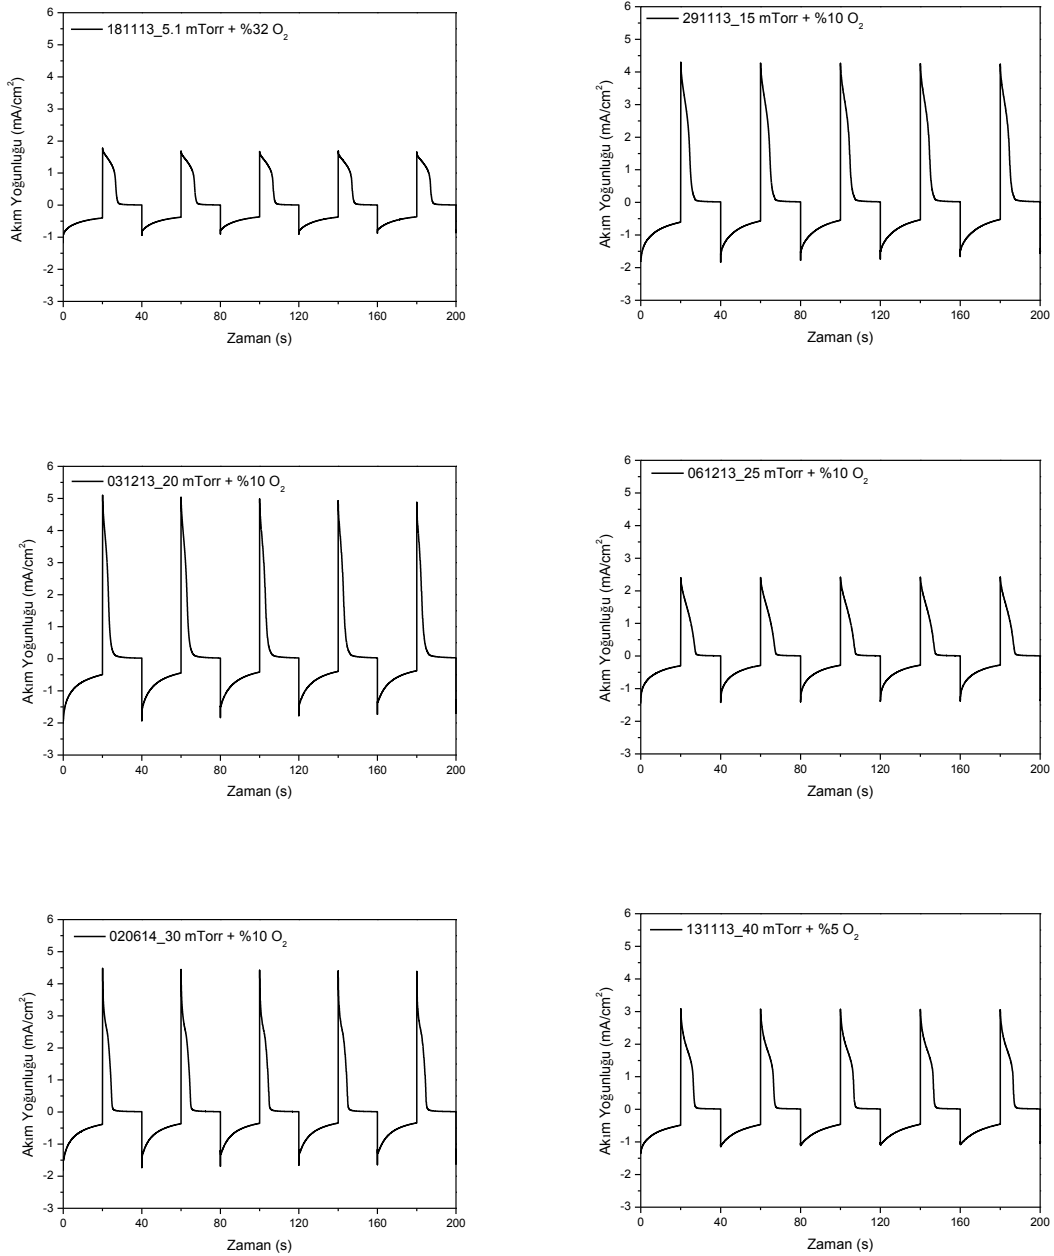 181113_5.1 mTorr + %32 O2
6
5
4
3
2
1
0
-1
-2
-3
Akım Yoğunluğu (mA/cm2)
0 40 80 120 160 200
Zaman (s)
291113_15 mTorr + %10 O2
6
5
4
3
2
1
0
-1
-2
-3
Akım Yoğunluğu (mA/cm2)
0 40 80 120 160 200
Zaman (s)
031213_20 mTorr + %10 O2
6
5
4
3
2
1
0
-1
-2
-3
Akım Yoğunluğu (mA/cm2)
0 40 80 120 160 200
Zaman (s)
061213_25 mTorr + %10 O2
6
5
4
3
2
1
0
-1
-2
-3
Akım Yoğunluğu (mA/cm2)
0 40 80 120 160 200
Zaman (s)
020614_30 mTorr + %10 O2
6
5
4
3
2
1
0
-1
-2
-3
Akım Yoğunluğu (mA/cm2)
0 40 80 120 160 200
Zaman (s)
131113_40 mTorr + %5 O2
6
5
4
3
2
1
0
-1
-2
-3
Akım Yoğunluğu (mA/cm2)
0 40 80 120 160 200
Zaman (s)